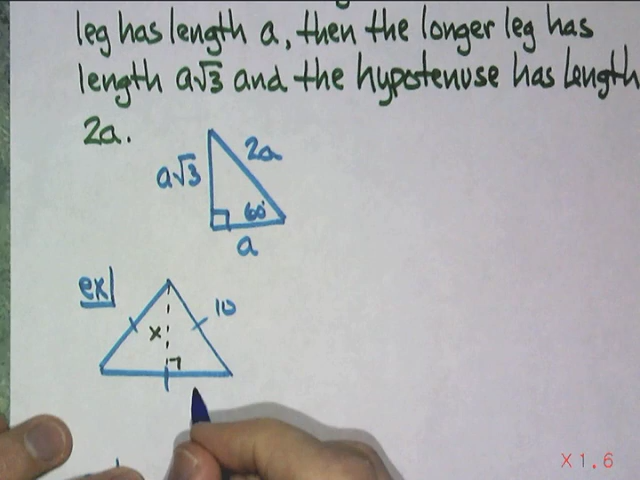 leg has length a, then the longer leg has
length a√3 and the hypotenuse has length
2a.
a√3
2a
60°
a
ex
10
x
X1.6